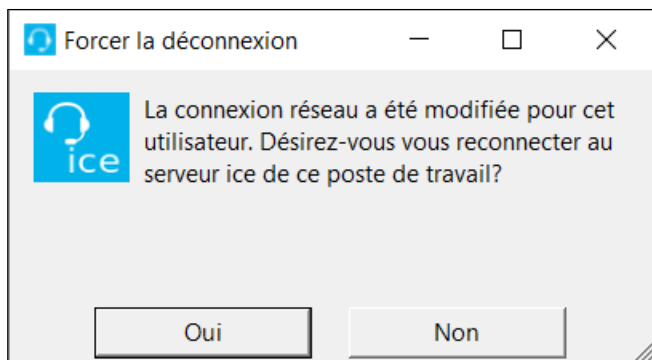 Forcer la déconnexion
La connexion réseau a été modifiée pour cet
utilisateur. Désirez-vous vous reconnecter au
serveur ice de ce poste de travail?
ice
Oui
Non